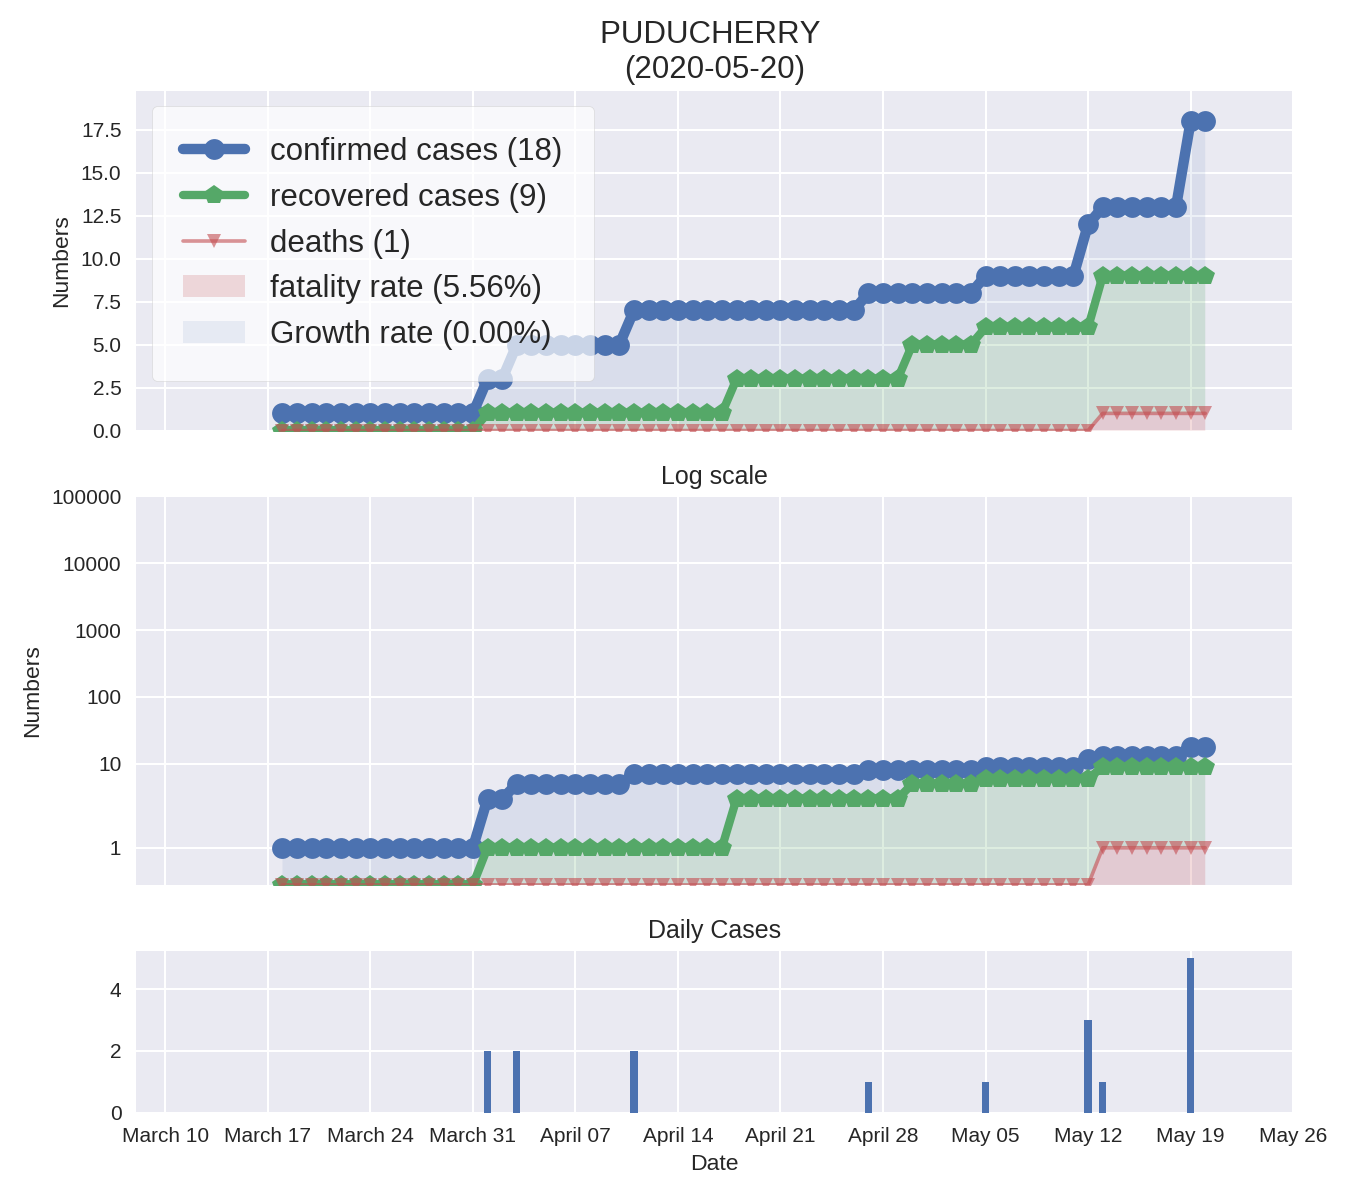 PUDUCHERRY
(2020-05-20)
Numbers
17.5
15.0
12.5
10.0
7.5
5.0
2.5
0.0
confirmed cases (18)
recovered cases (9)
deaths (1)
fatality rate (5.56%)
Growth rate (0.00%)
Log scale
Numbers
100000
10000
1000
100
10
1
Daily Cases
4
2
0
March 10 March 17 March 24 March 31 April 07 April 14 April 21 April 28 May 05 May 12 May 19 May 26
Date